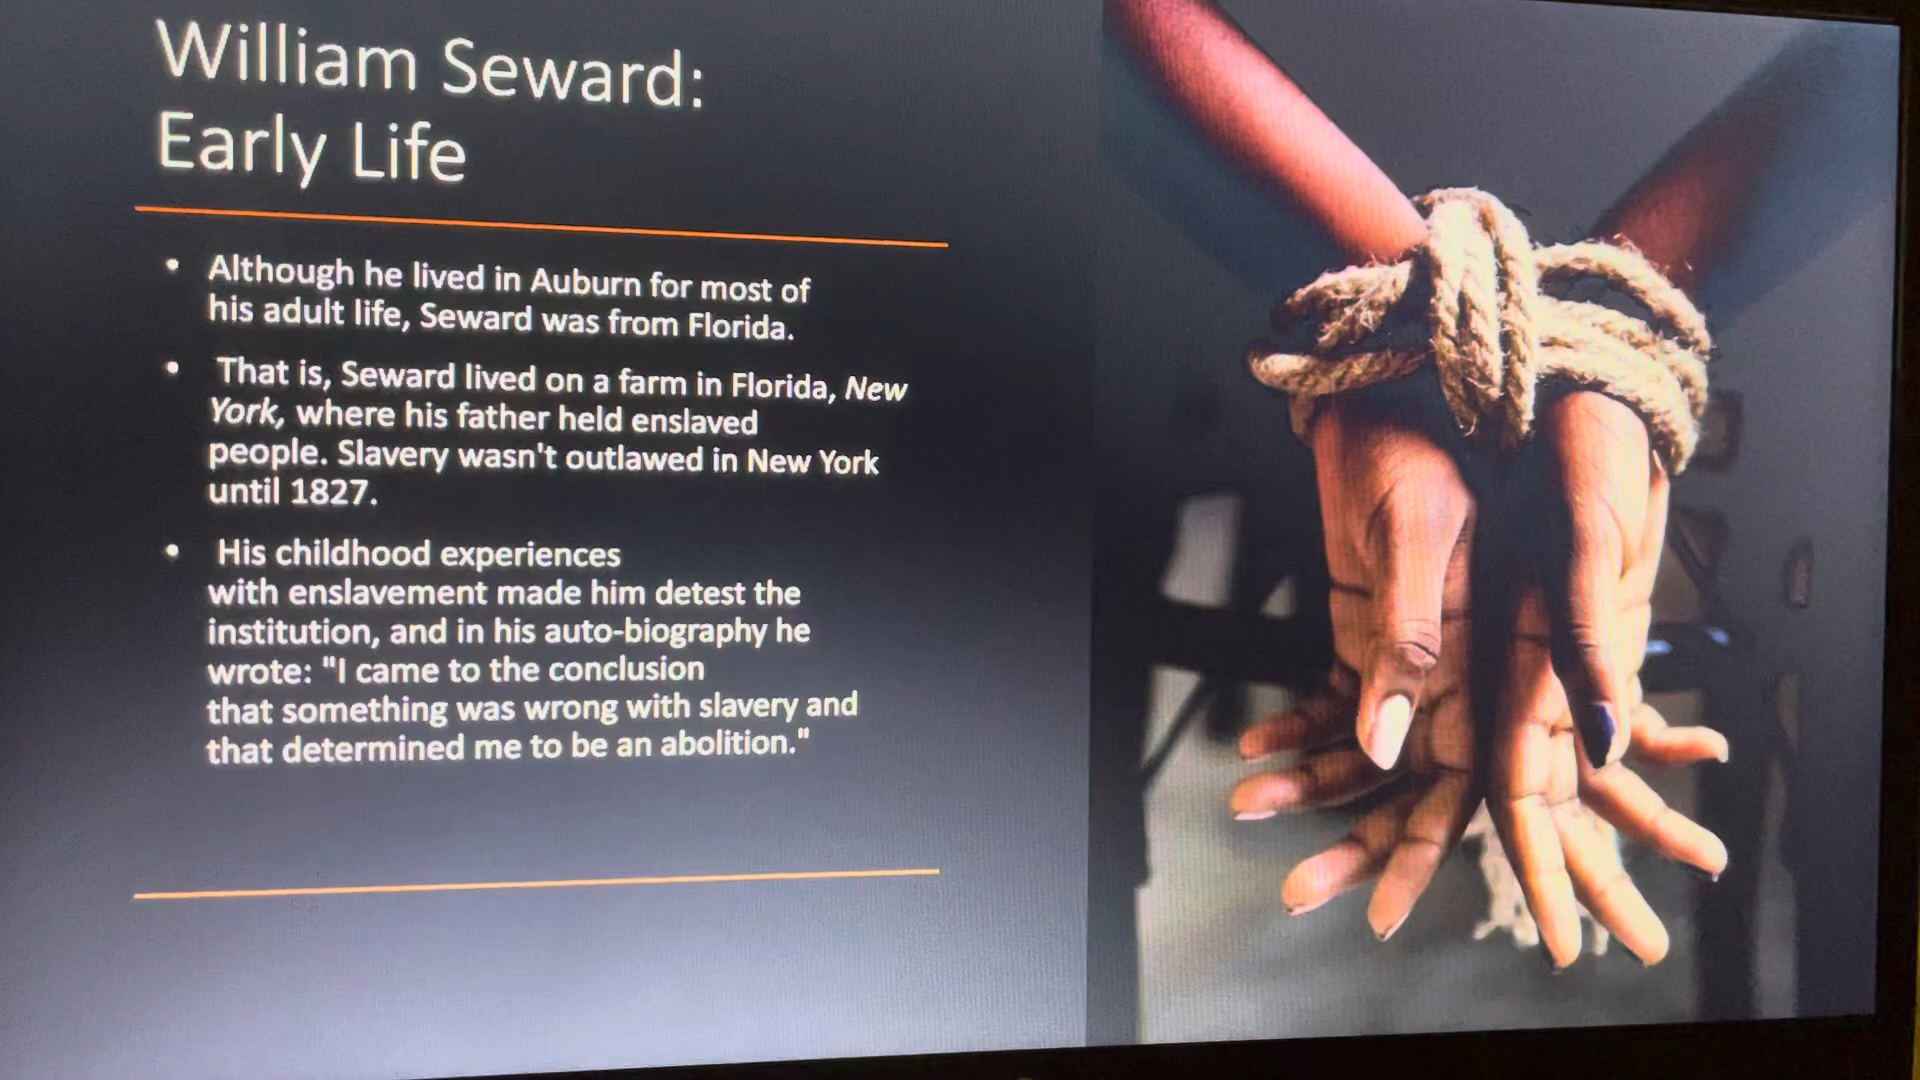 William Seward:
Early Life
• Although he lived in Auburn for most of
his adult life, Seward was from Florida.
• That is, Seward lived on a farm in Florida, New
York, where his father held enslaved
people. Slavery wasn't outlawed in New York
until 1827.
• His childhood experiences
with enslavement made him detest the
institution, and in his auto-biography he
wrote: "I came to the conclusion
that something was wrong with slavery and
that determined me to be an abolition."